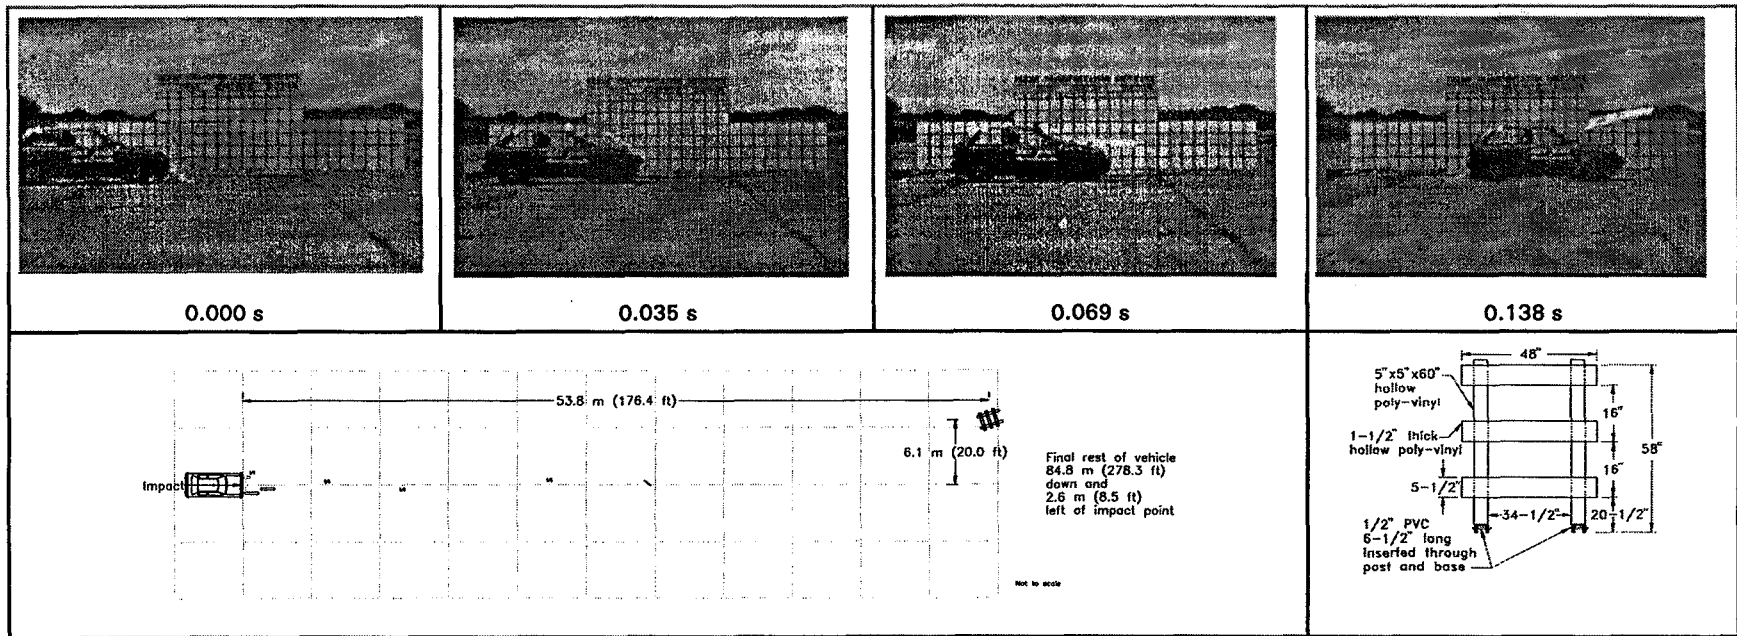 0.000 s
0.035 s
0.069 s
0.138 s
53.8 m (176.4 ft)
6.1 m (20.0 ft)
Impact
Final rest of vehicle
84.8 m (278.3 ft)
down and
2.6 m (8.5 ft)
left of impact point
Not to scale
48"
5"x5"x60"
hollow
poly-vinyl
16"
1-1/2" thick
hollow poly-vinyl
58"
16"
5-1/2"
34-1/2"
20-1/2"
1/2" PVC
6-1/2" long
Inserted through
post and base